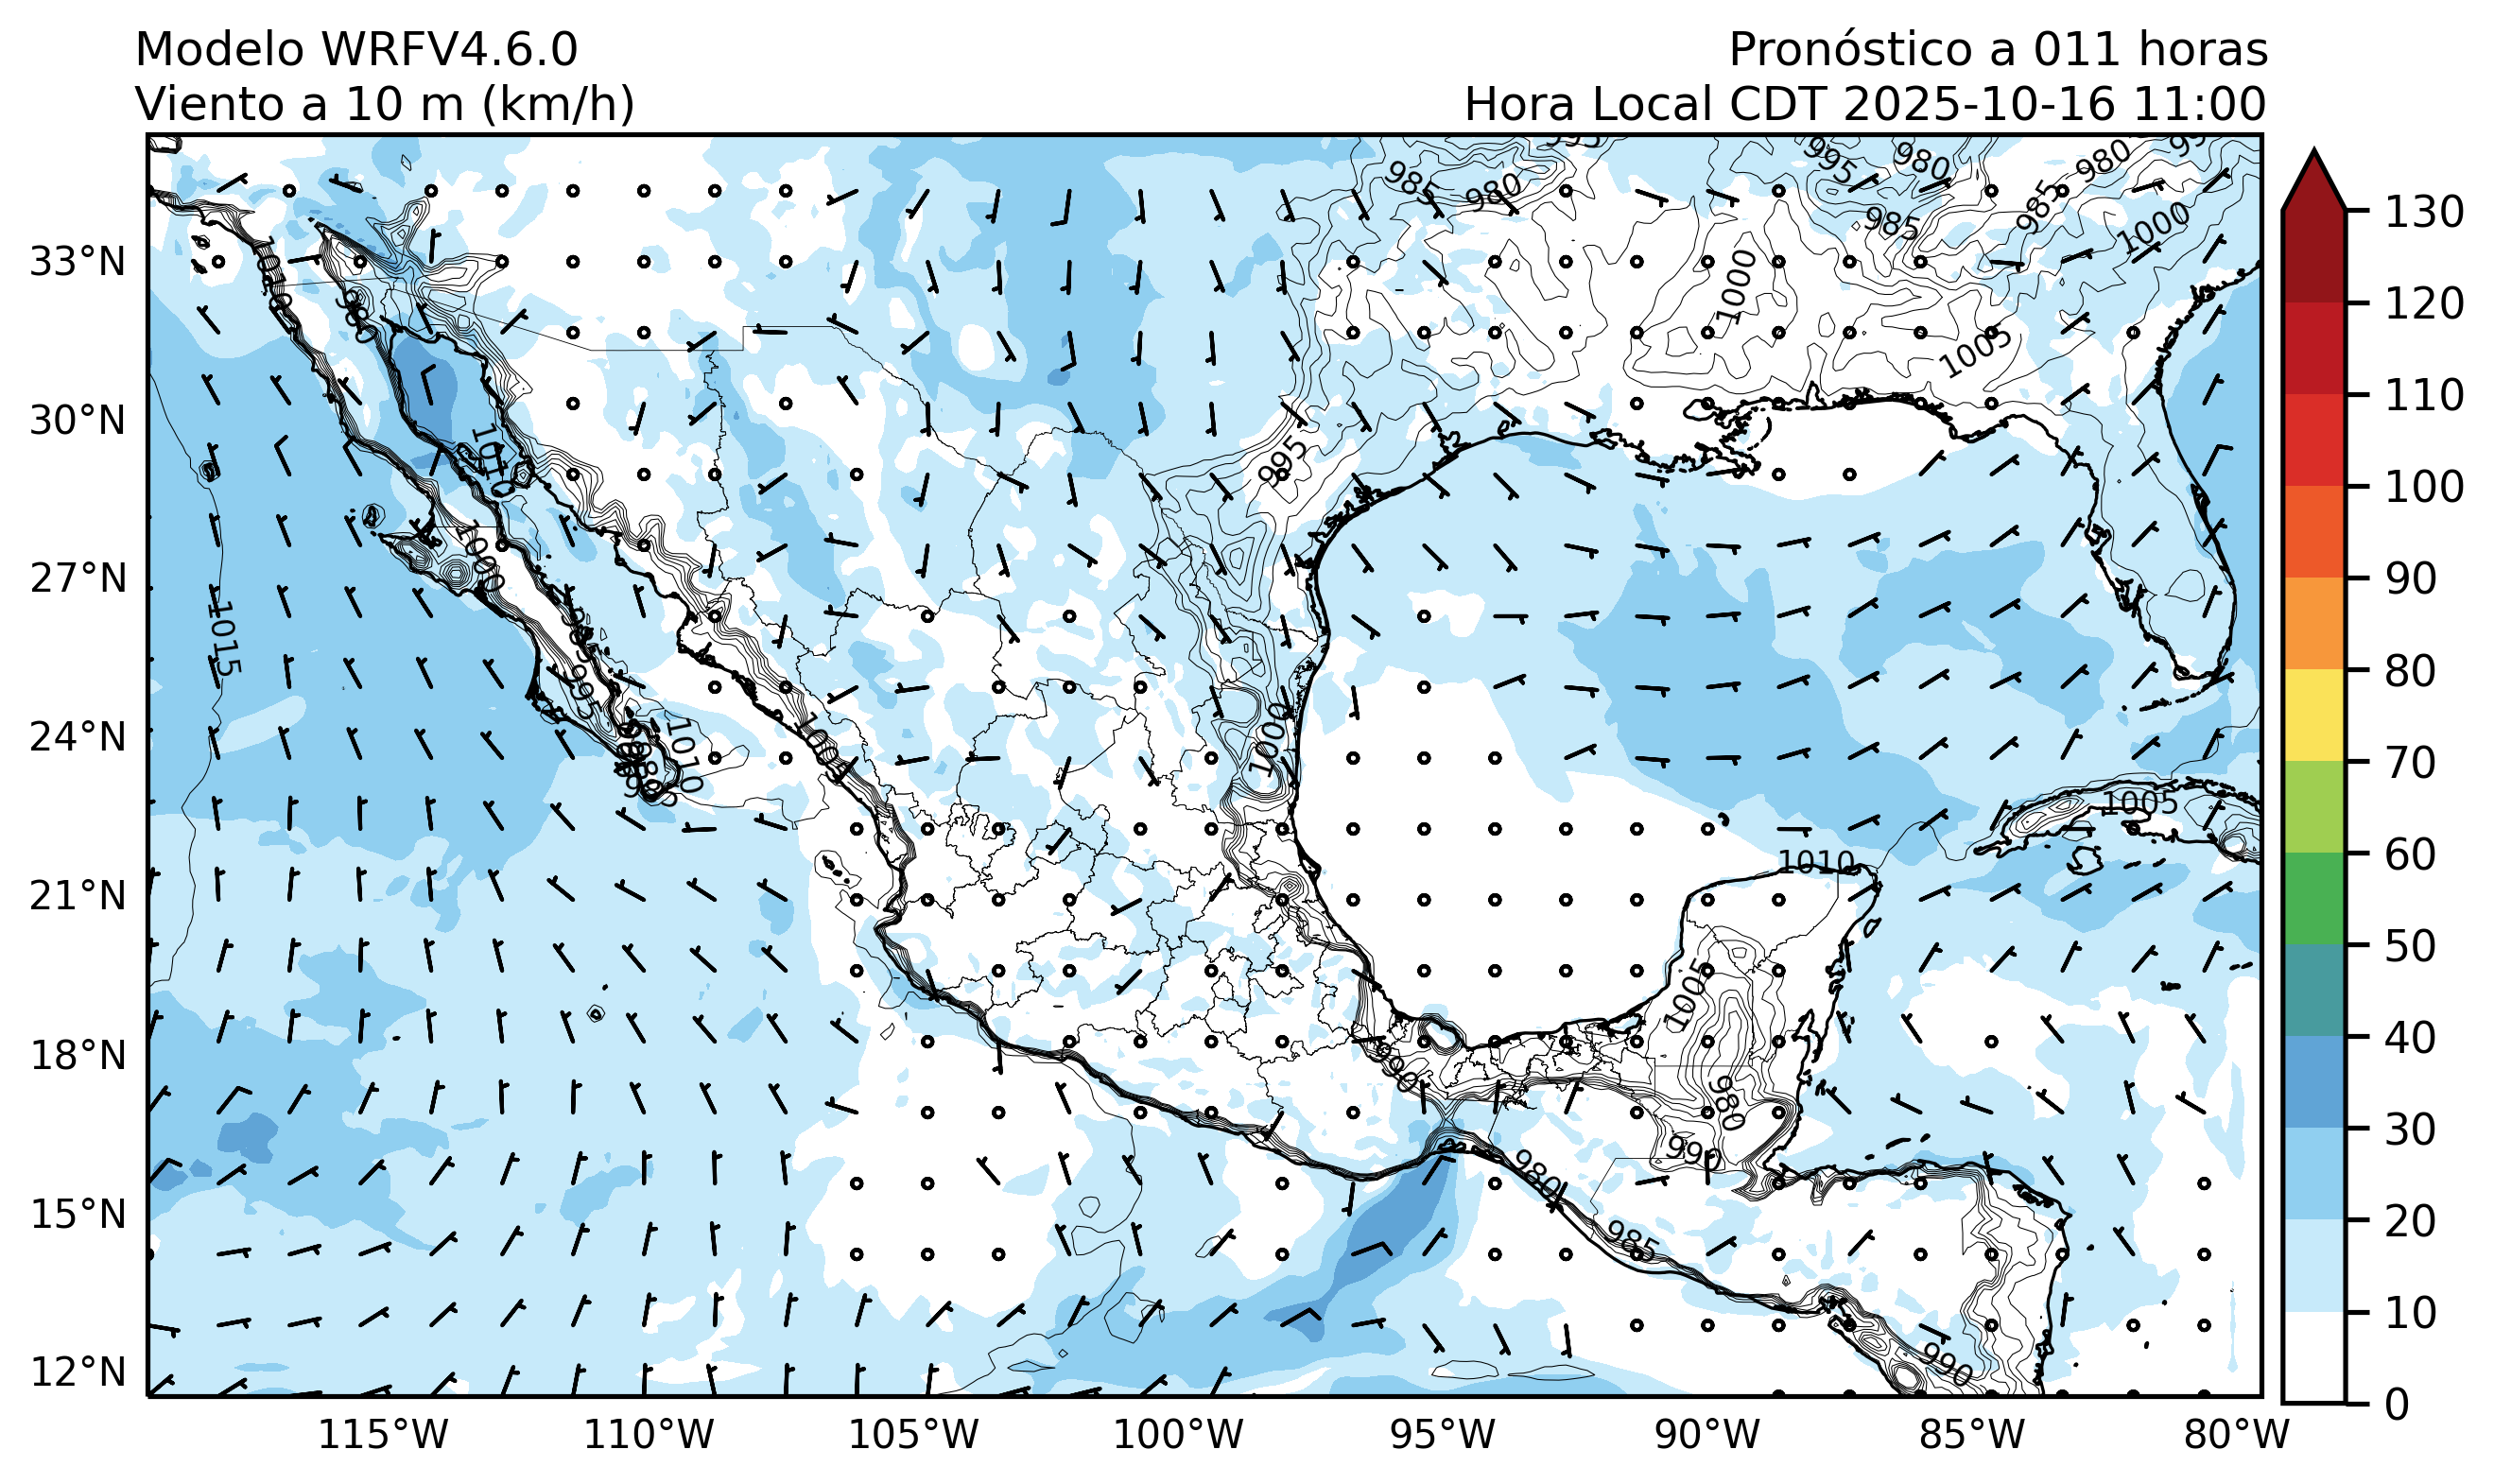 Modelo WRFV4.6.0
Viento a 10 m (km/h)
Pronóstico a 011 horas
Hora Local CDT 2025-10-16 11:00
33°N
30°N
27°N
24°N
21°N
18°N
15°N
12°N
115°W
110°W
105°W
100°W
95°W
90°W
85°W
80°W
130
120
110
100
90
80
70
60
50
40
30
20
10
0
995
985
980
995
980
985
980
985
1000
1000
1005
995
1010
1010
1000
1015
995
1010
1000
1005
1010
1005
980
990
990
980
985
990